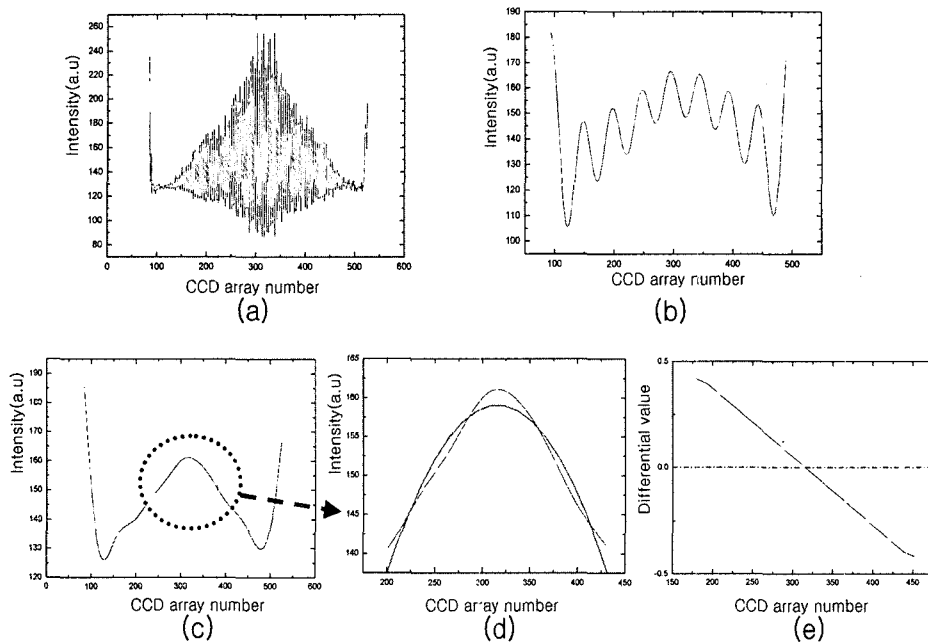 260
240
220
200
180
160
140
120
100
80
Intensity(a.u)
0 100 200 300 400 500 600
CCD array number
(a)
190
180
170
160
150
140
130
120
110
100
Intensity(a.u)
100 200 300 400 500
CCD array number
(b)
200
190
180
170
160
150
140
130
120
Intensity(a.u)
0 100 200 300 400 500 600
CCD array number
(c)
165
160
155
150
145
140
Intensity(a.u)
200 250 300 350 400 450
CCD array number
(d)
0.5
0.0
-0.5
Differential value
150 200 250 300 350 400 450
CCD array number
(e)